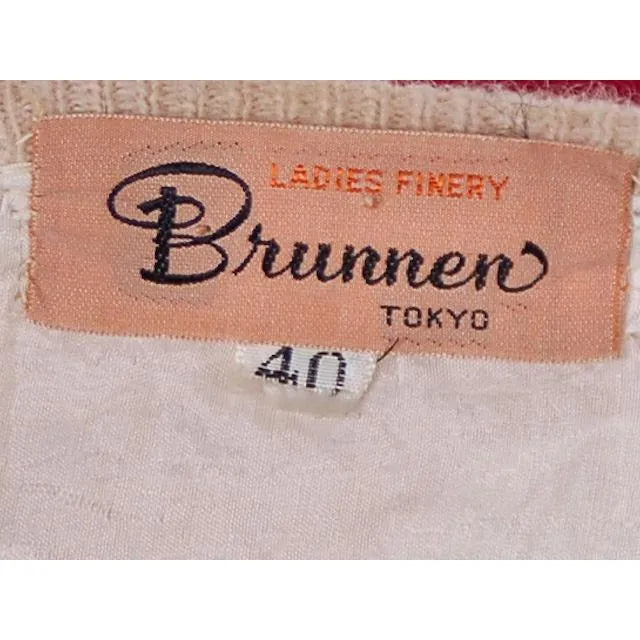 LADIES FINERY
Brunnen
TOKYO
40